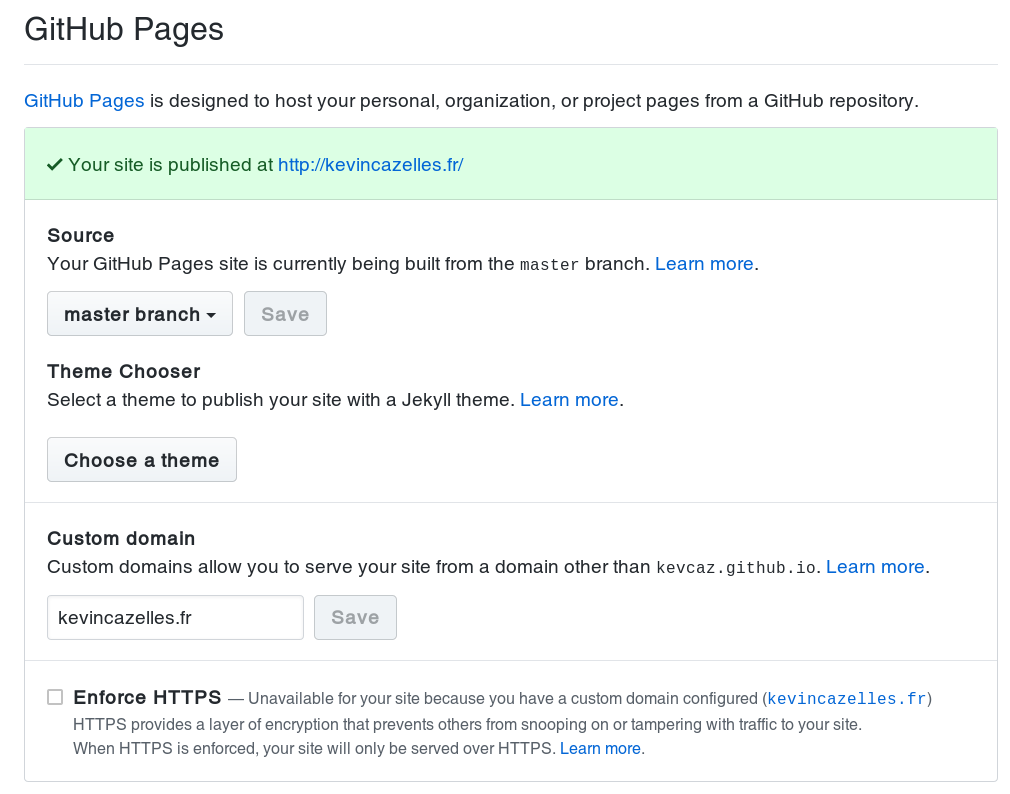 GitHub Pages
GitHub Pages is designed to host your personal, organization, or project pages from a GitHub repository.
✓ Your site is published at http://kevincazelles.fr/
Source
Your GitHub Pages site is currently being built from the master branch. Learn more.
master branch Save
Theme Chooser
Select a theme to publish your site with a Jekyll theme. Learn more.
Choose a theme
Custom domain
Custom domains allow you to serve your site from a domain other than kevcaz.github.io. Learn more.
kevincazelles.fr Save
Enforce HTTPS — Unavailable for your site because you have a custom domain configured (kevincazelles.fr)
HTTPS provides a layer of encryption that prevents others from snooping on or tampering with traffic to your site.
When HTTPS is enforced, your site will only be served over HTTPS. Learn more.